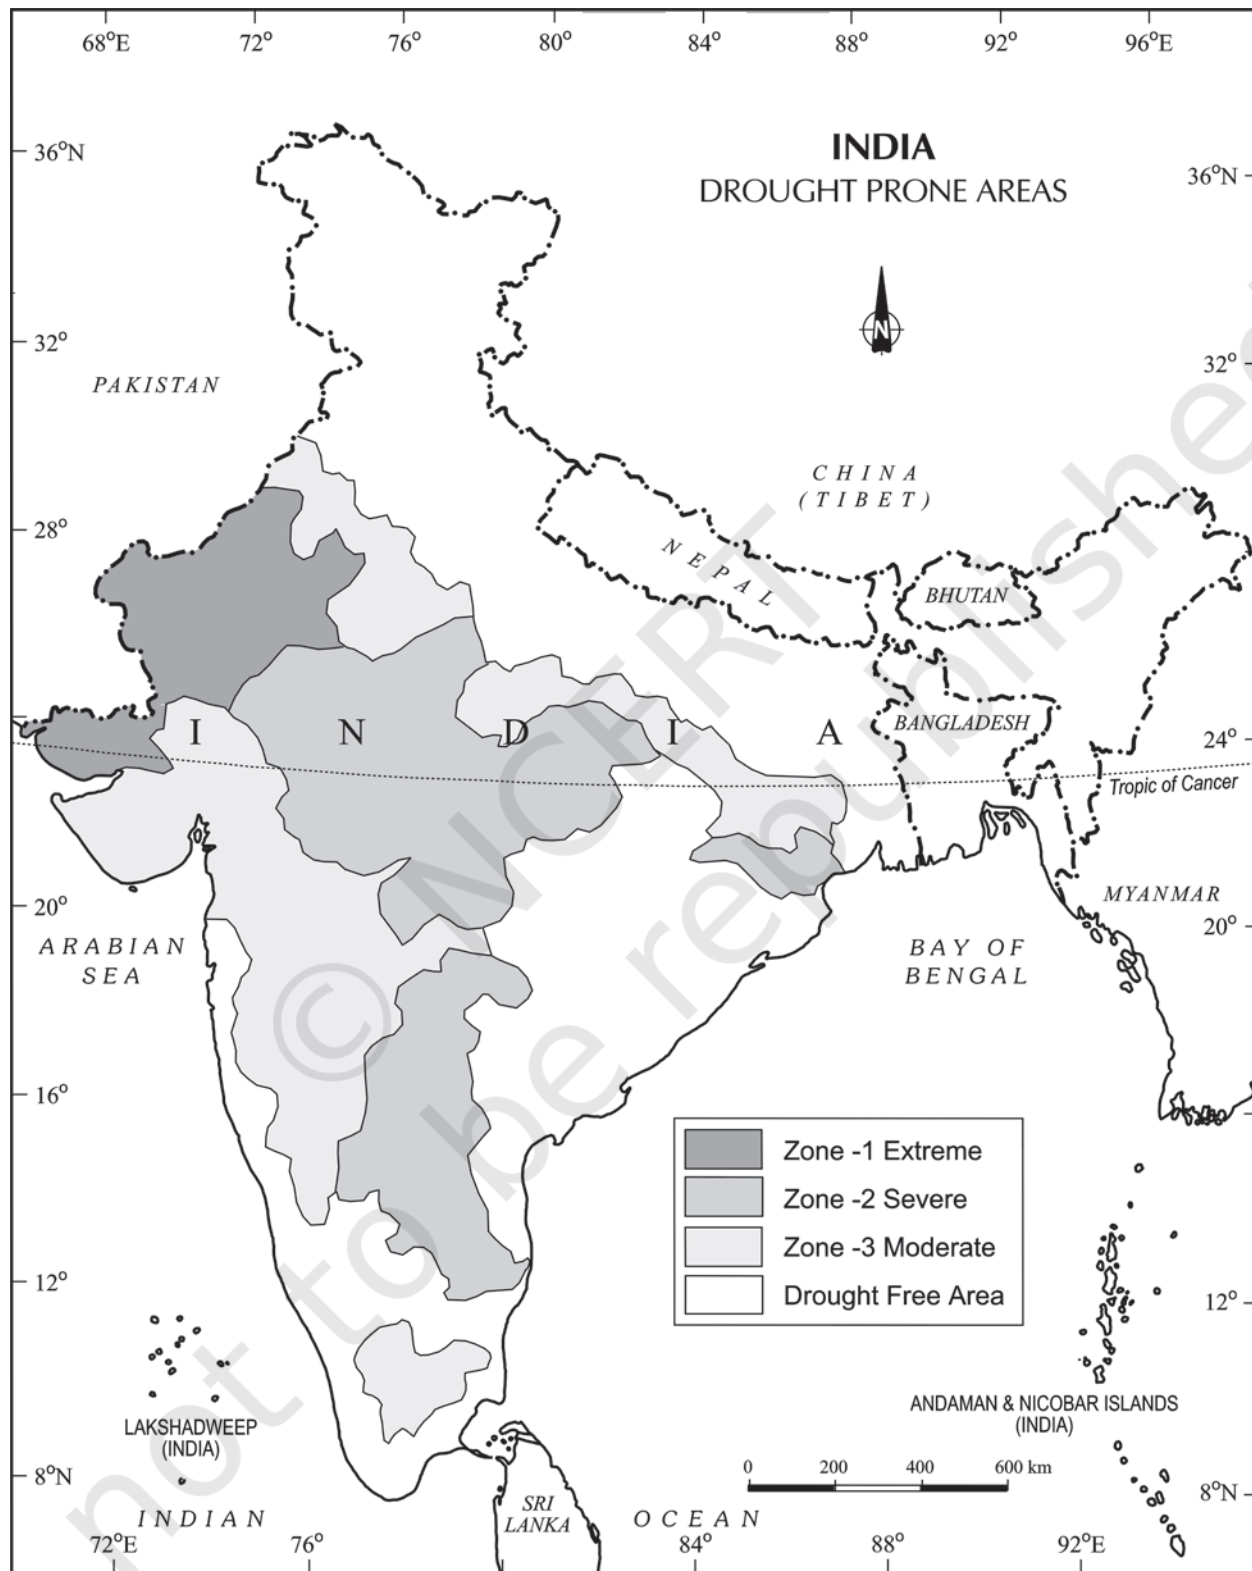 68°E 72° 76° 80° 84° 88° 92° 96°E
INDIA
DROUGHT PRONE AREAS
36°N
36°N
N
32°
32°
PAKISTAN
CHINA
(TIBET)
28°
NEPAL
BHUTAN
BANGLADESH
I N D I A
24°
Tropic of Cancer
MYANMAR
20°
20°
ARABIAN
SEA
BAY OF
BENGAL
16°
Zone -1 Extreme
Zone -2 Severe
Zone -3 Moderate
Drought Free Area
12°
12°
LAKSHADWEEP
(INDIA)
ANDAMAN & NICOBAR ISLANDS
(INDIA)
0 200 400 600 km
8°N
8°N
SRI
LANKA
INDIAN OCEAN
72°E 76° 84° 88° 92°E
© NCERT
not to be republished